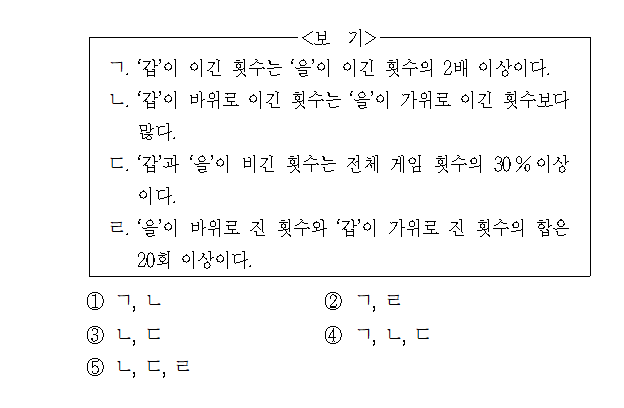 <보 기>
ㄱ. ‘갑’이 이긴 횟수는 ‘을’이 이긴 횟수의 2배 이상이다.
ㄴ. ‘갑’이 바위로 이긴 횟수는 ‘을’이 가위로 이긴 횟수보다
많다.
ㄷ. ‘갑’과 ‘을’이 비긴 횟수는 전체 게임 횟수의 30％이상
이다.
ㄹ. ‘을’이 바위로 진 횟수와 ‘갑’이 가위로 진 횟수의 합은
20회 이상이다.
① ㄱ, ㄴ ② ㄱ, ㄹ
③ ㄴ, ㄷ ④ ㄱ, ㄴ, ㄷ
⑤ ㄴ, ㄷ, ㄹ